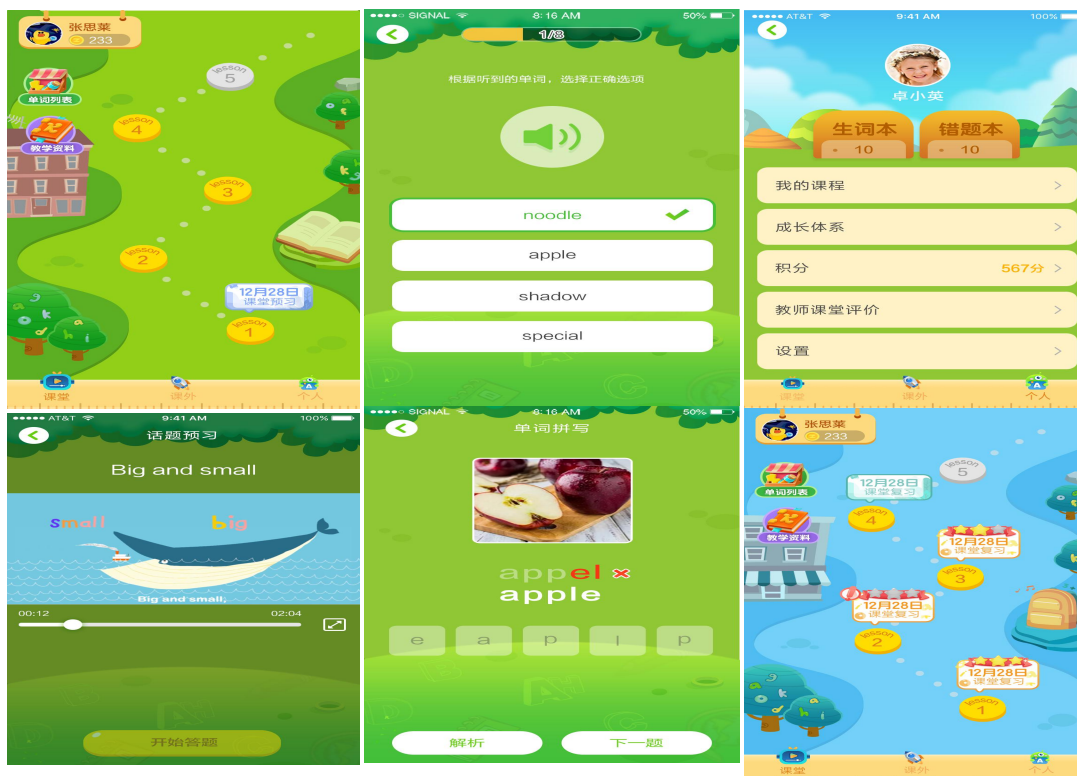 张思莱
233
单词列表
教学资料
lesson
5
lesson
4
lesson
3
lesson
2
12月28日
课堂预习
lesson
1
课堂
课外
个人
SIGNAL
8:16 AM
50%
1/8
根据听到的单词，选择正确选项
noodle
apple
shadow
special
AT&T
9:41 AM
100%
卓小英
生词本
10
错题本
10
我的课程
成长体系
积分
567分
教师课堂评价
设置
课堂
课外
个人
AT&T
9:41 AM
100%
话题预习
Big and small
small
big
Big and small,
00:12
02:04
开始答题
SIGNAL
8:16 AM
50%
单词拼写
appel
apple
e a p l p
解析
下一题
张思莱
233
单词列表
教学资料
lesson
5
12月28日
课堂复习
lesson
4
12月28日
课堂复习
lesson
3
12月28日
课堂复习
lesson
2
12月28日
课堂复习
lesson
1
课堂
课外
个人